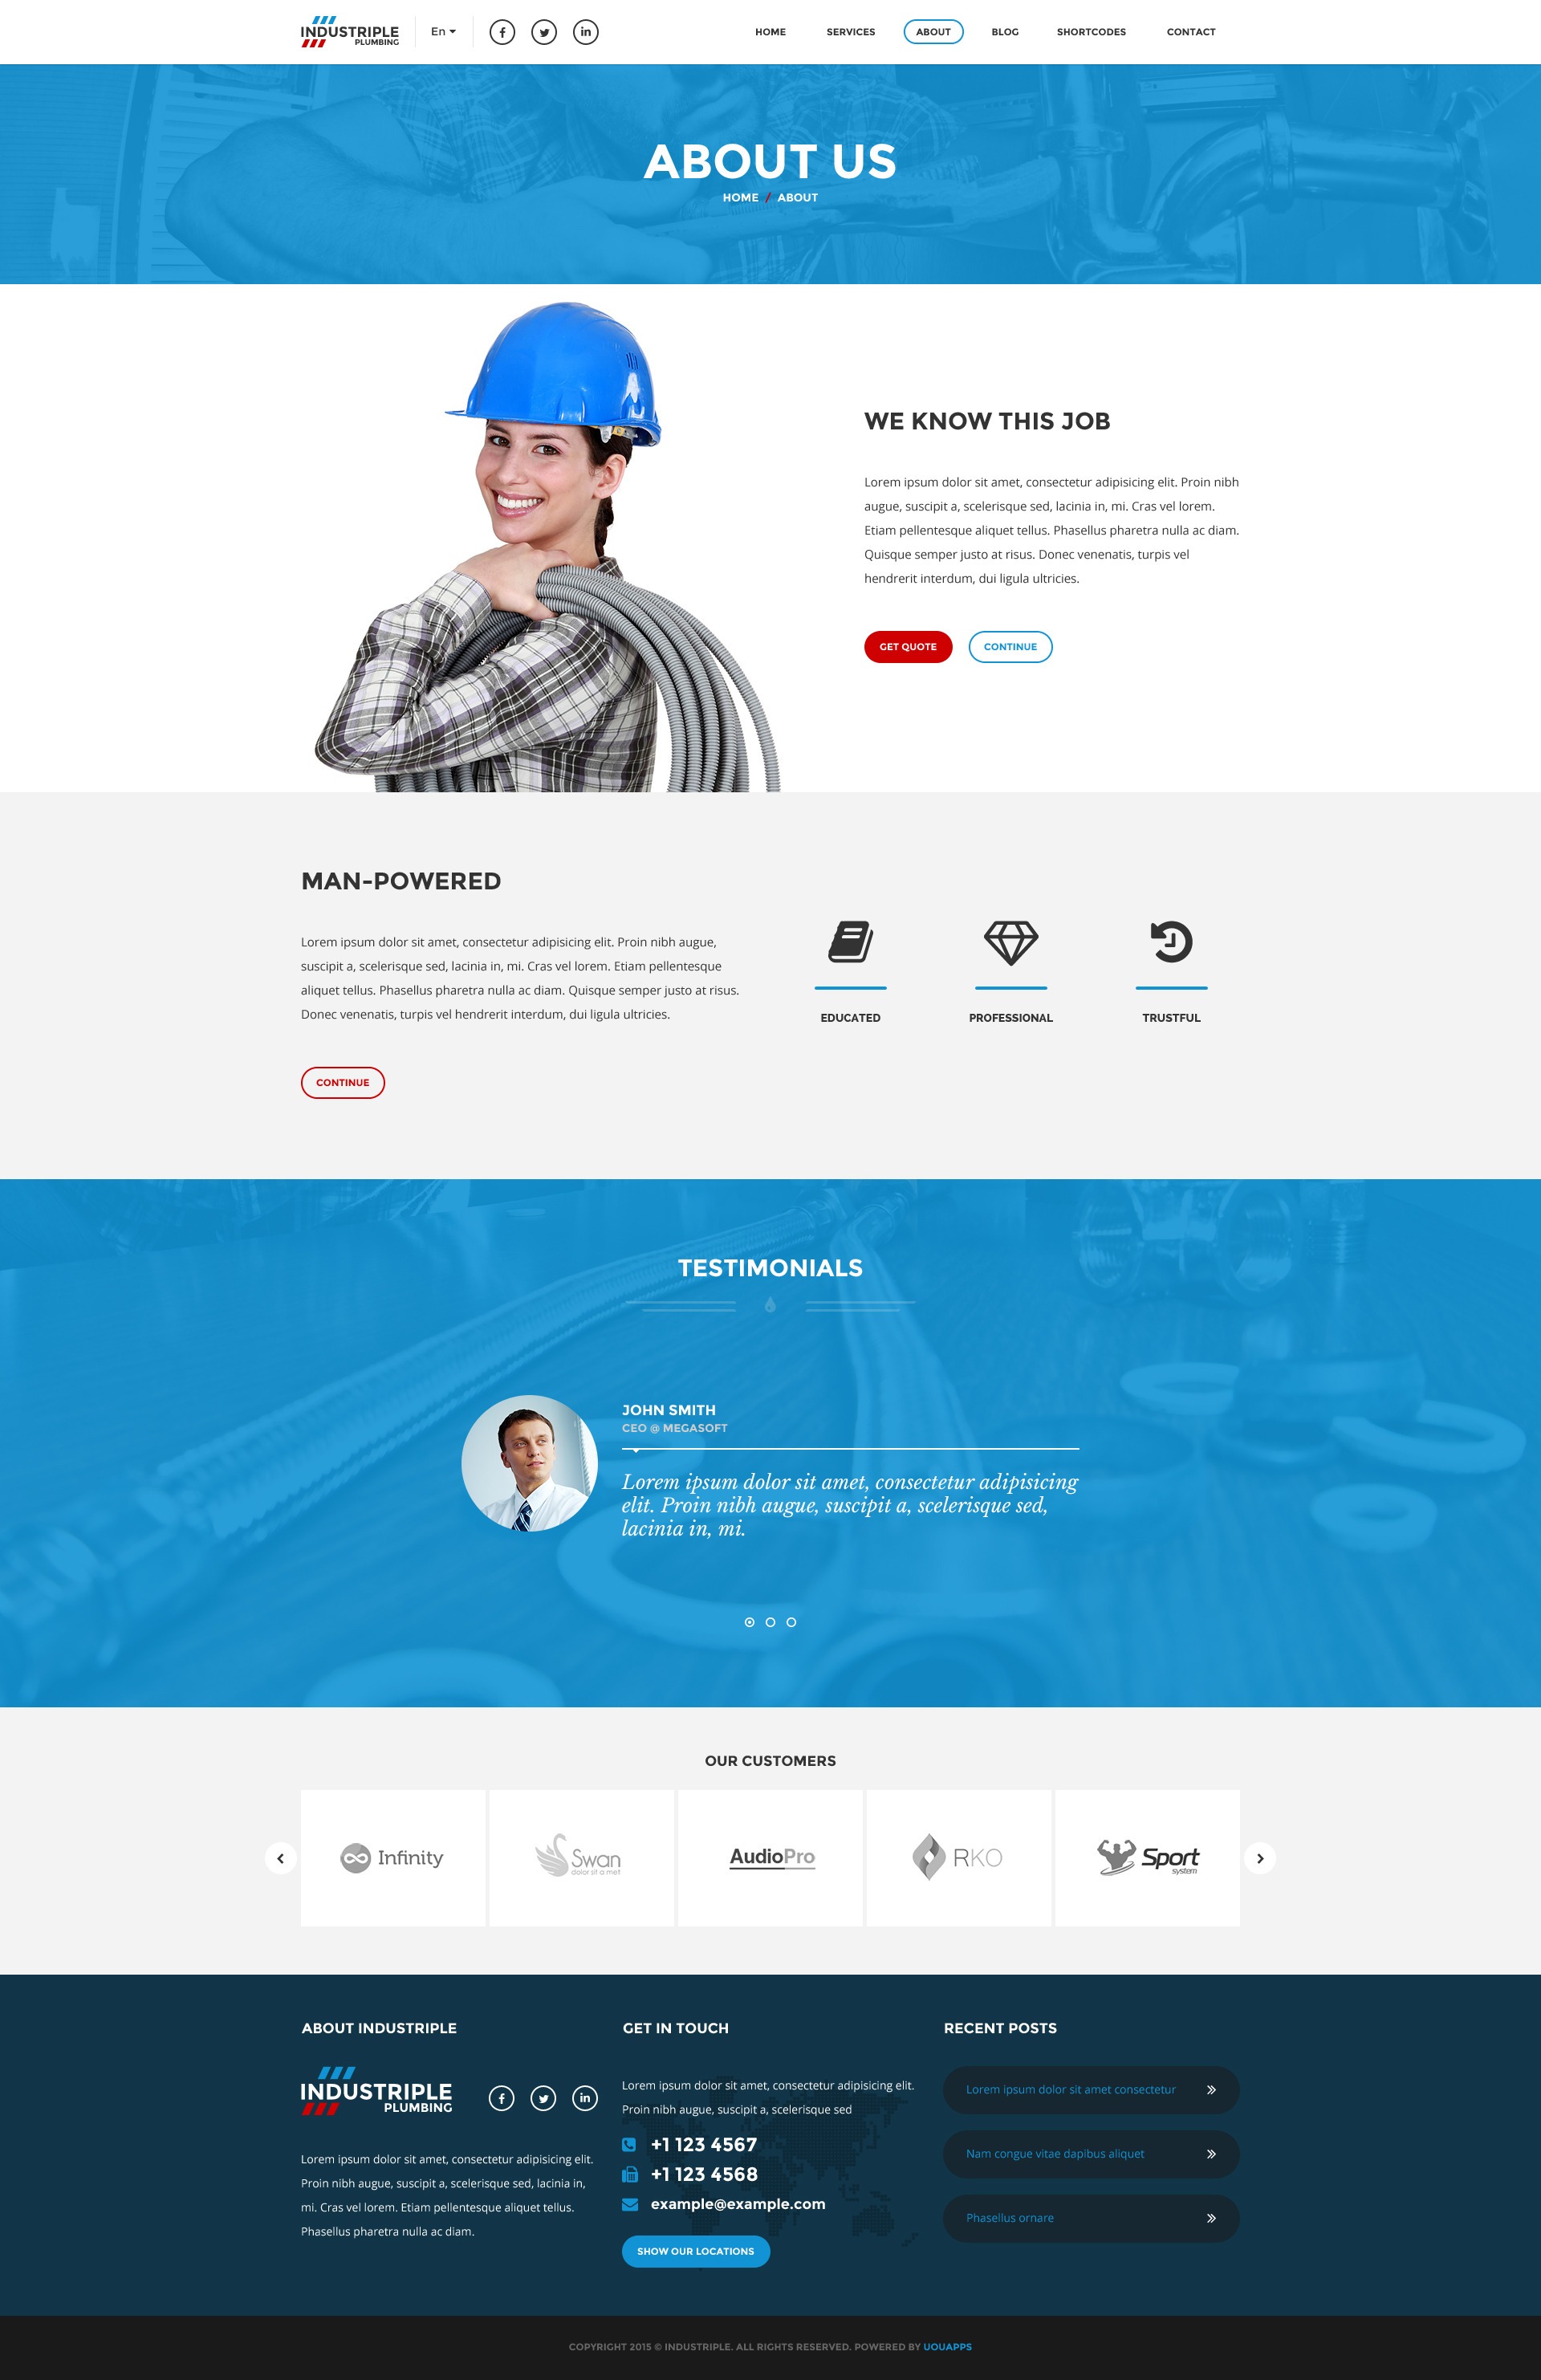 INDUSTRIPLE
PLUMBING
En
HOME
SERVICES
ABOUT
BLOG
SHORTCODES
CONTACT
ABOUT US
HOME / ABOUT
WE KNOW THIS JOB
Lorem ipsum dolor sit amet, consectetur adipisicing elit. Proin nibh
augue, suscipit a, scelerisque sed, lacinia in, mi. Cras vel lorem.
Etiam pellentesque aliquet tellus. Phasellus pharetra nulla ac diam.
Quisque semper justo at risus. Donec venenatis, turpis vel
hendrerit interdum, dui ligula ultricies.
GET QUOTE
CONTINUE
MAN-POWERED
Lorem ipsum dolor sit amet, consectetur adipisicing elit. Proin nibh augue,
suscipit a, scelerisque sed, lacinia in, mi. Cras vel lorem. Etiam pellentesque
aliquet tellus. Phasellus pharetra nulla ac diam. Quisque semper justo at risus.
Donec venenatis, turpis vel hendrerit interdum, dui ligula ultricies.
CONTINUE
EDUCATED
PROFESSIONAL
TRUSTFUL
TESTIMONIALS
JOHN SMITH
CEO @ MEGASOFT
Lorem ipsum dolor sit amet, consectetur adipisicing
elit. Proin nibh augue, suscipit a, scelerisque sed,
lacinia in, mi.
OUR CUSTOMERS
Infinity
Swan
dolor sit a met
AudioPro
RKO
Sport
system
ABOUT INDUSTRIPLE
INDUSTRIPLE
PLUMBING
Lorem ipsum dolor sit amet, consectetur adipisicing elit.
Proin nibh augue, suscipit a, scelerisque sed, lacinia in,
mi. Cras vel lorem. Etiam pellentesque aliquet tellus.
Phasellus pharetra nulla ac diam.
GET IN TOUCH
Lorem ipsum dolor sit amet, consectetur adipisicing elit.
Proin nibh augue, suscipit a, scelerisque sed
+1 123 4567
+1 123 4568
example@example.com
SHOW OUR LOCATIONS
RECENT POSTS
Lorem ipsum dolor sit amet consectetur
Nam congue vitae dapibus aliquet
Phasellus ornare
COPYRIGHT 2015 © INDUSTRIPLE. ALL RIGHTS RESERVED. POWERED BY UOUAPPS